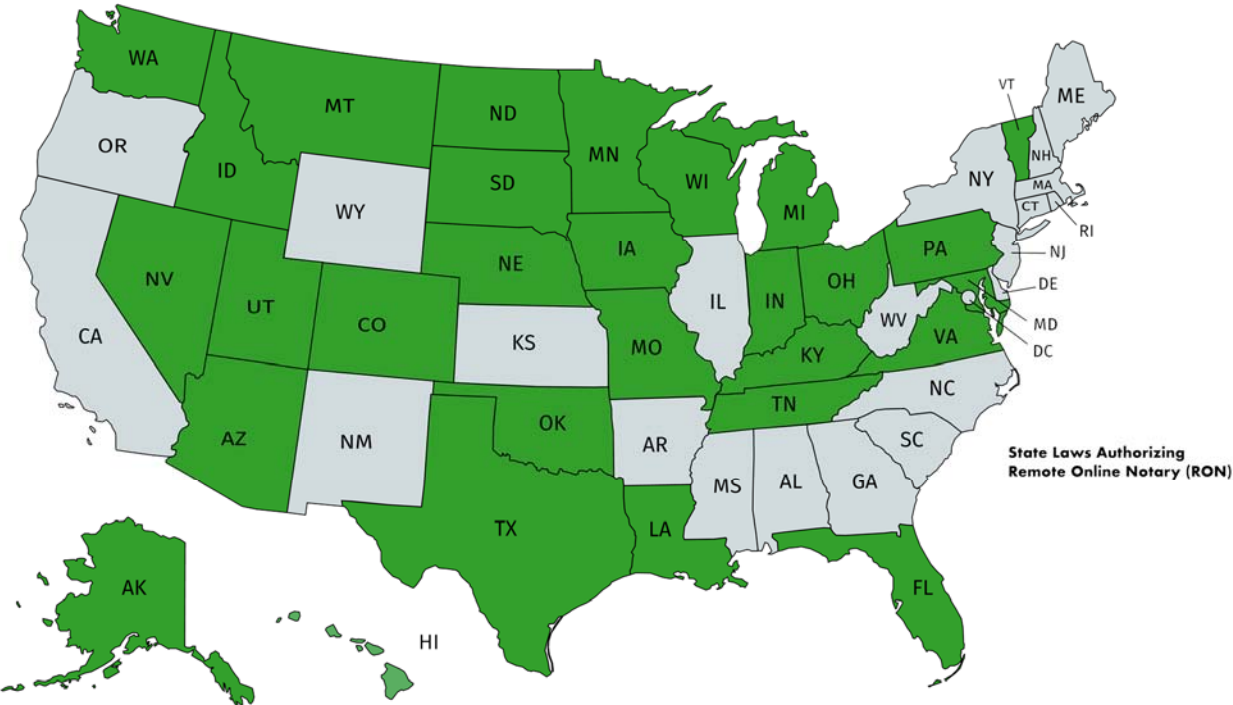 WA
MT
ND
MN
VT
ME
OR
ID
SD
WI
MI
NY
NH
MA
CT
RI
WY
NE
IA
PA
NJ
NV
UT
CO
KS
MO
IL
IN
OH
WV
VA
DE
MD
DC
CA
KY
NC
AZ
NM
OK
AR
TN
SC
MS
AL
GA
State Laws Authorizing
Remote Online Notary (RON)
TX
LA
FL
AK
HI